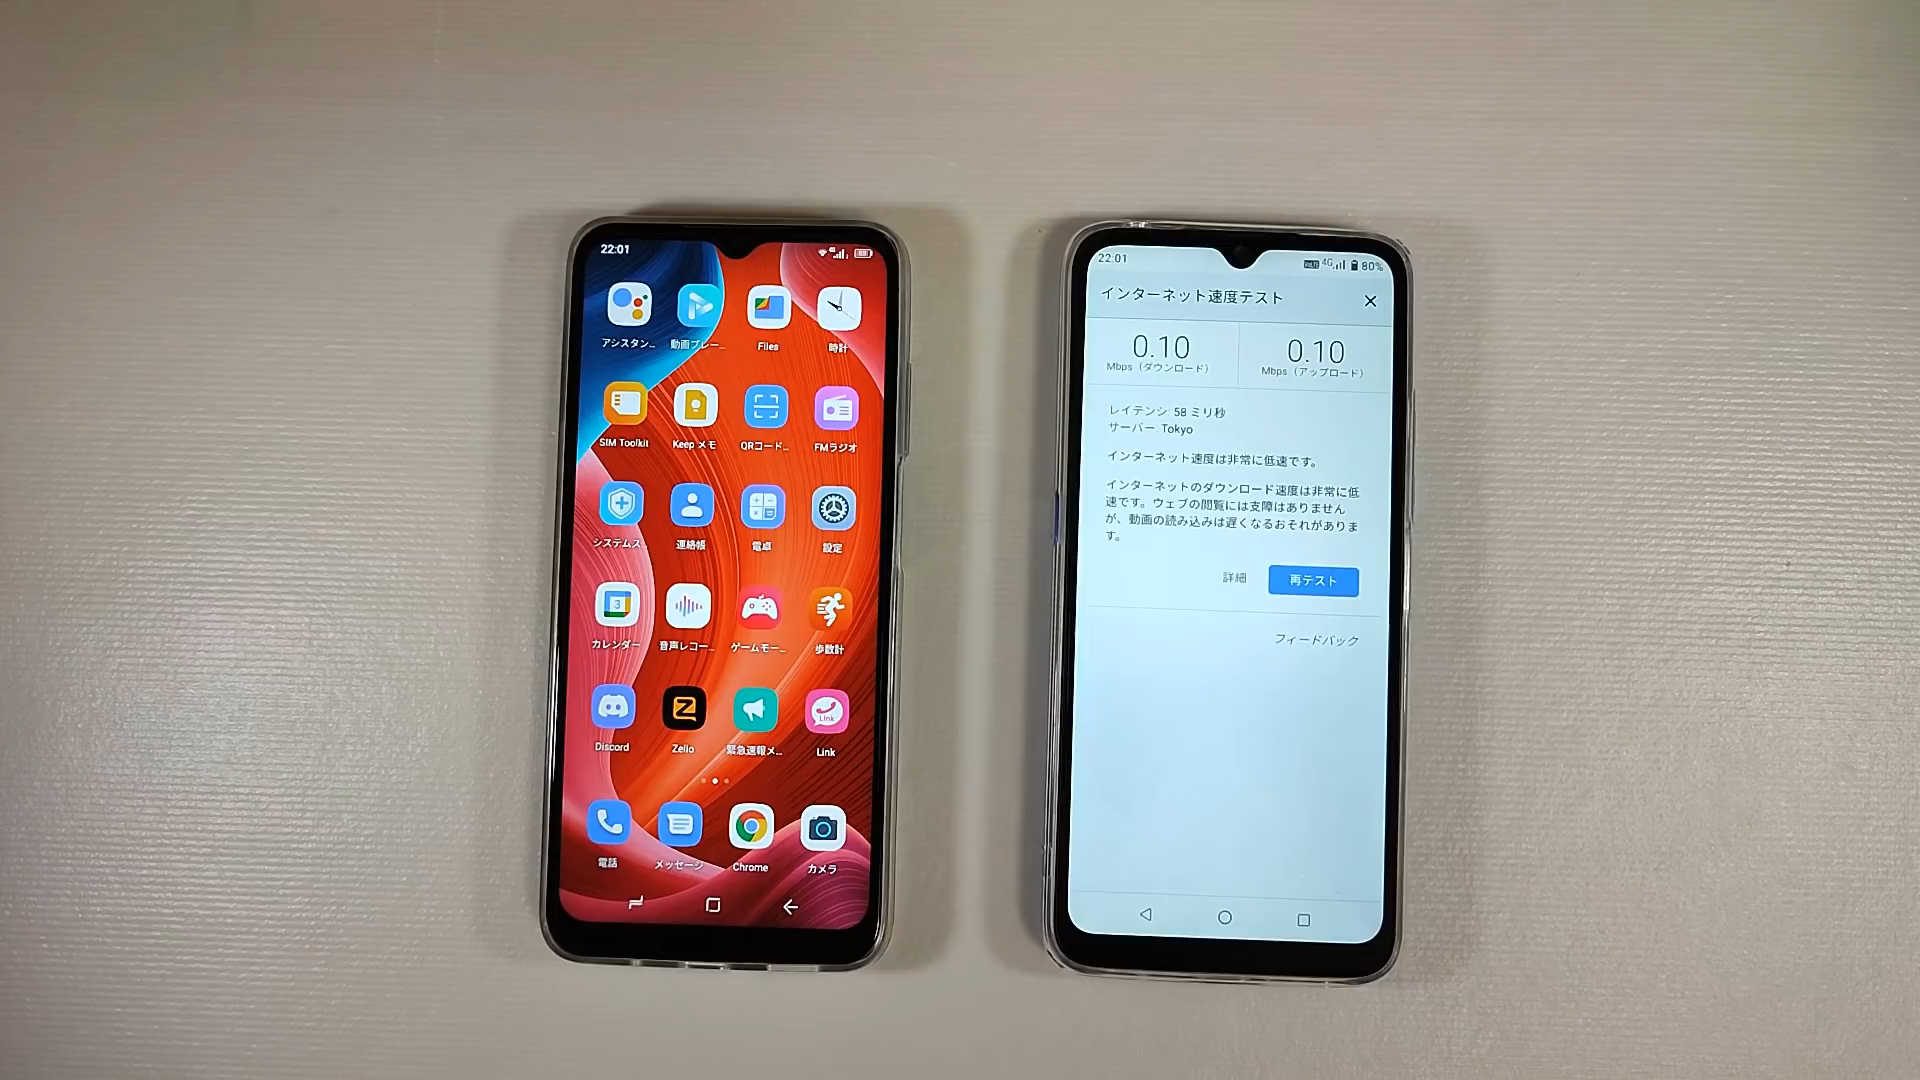 22:01
アシスタン…
動画プレー…
Files
時計
SIM Toolkit
Keep メモ
QRコード…
FMラジオ
システムス…
連絡帳
電卓
設定
3
カレンダー
音声レコー…
ゲームモー…
歩数計
Discord
Zello
緊急速報メ…
Link
Link
電話
メッセージ
Chrome
カメラ
22:01
4G
80%
インターネット速度テスト
0.10
Mbps（ダウンロード）
0.10
Mbps（アップロード）
レイテンシ: 58 ミリ秒
サーバー: Tokyo
インターネット速度は非常に低速です。
インターネットのダウンロード速度は非常に低
速です。ウェブの閲覧には支障はありません
が、動画の読み込みは遅くなるおそれがありま
す。
詳細
再テスト
フィードバック